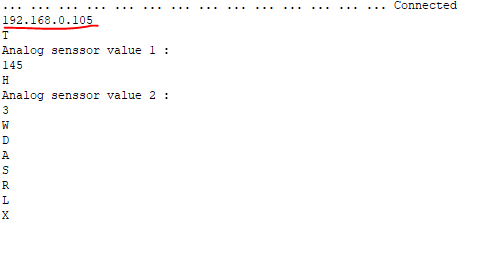 ... ... ... ... ... ... ... ... ... ... ... ... ... ... Connected
192.168.0.105
T
Analog senssor value 1 :
145
H
Analog senssor value 2 :
3
W
D
A
S
R
L
X